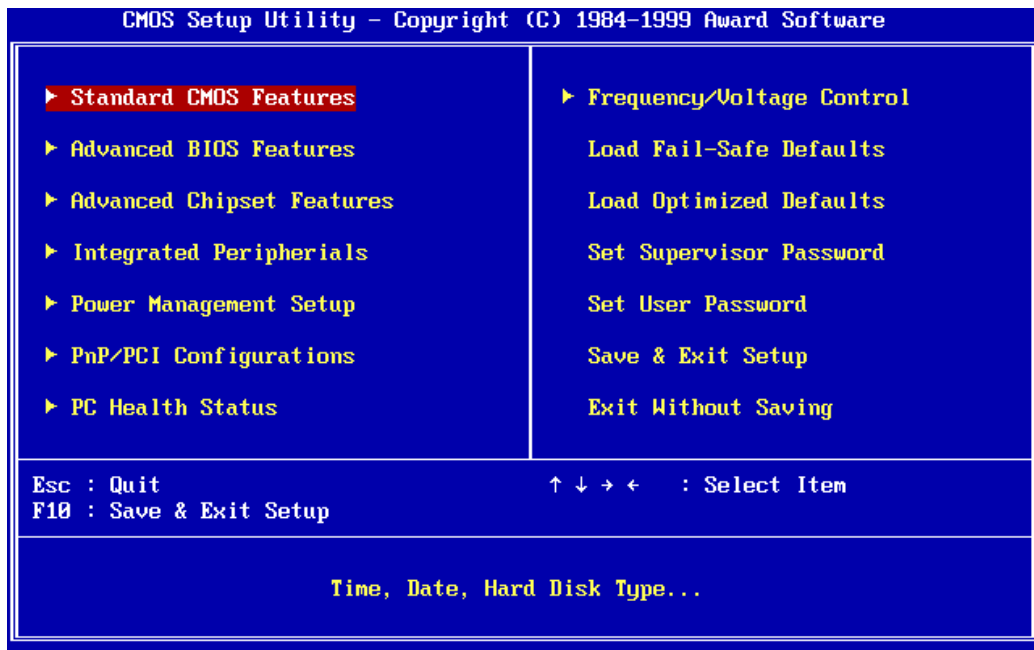 CMOS Setup Utility - Copyright (C) 1984-1999 Award Software
► Standard CMOS Features
► Advanced BIOS Features
► Advanced Chipset Features
► Integrated Peripherials
► Power Management Setup
► PnP/PCI Configurations
► PC Health Status
► Frequency/Voltage Control
Load Fail-Safe Defaults
Load Optimized Defaults
Set Supervisor Password
Set User Password
Save & Exit Setup
Exit Without Saving
Esc : Quit
F10 : Save & Exit Setup
↑ ↓ → ← : Select Item
Time, Date, Hard Disk Type...